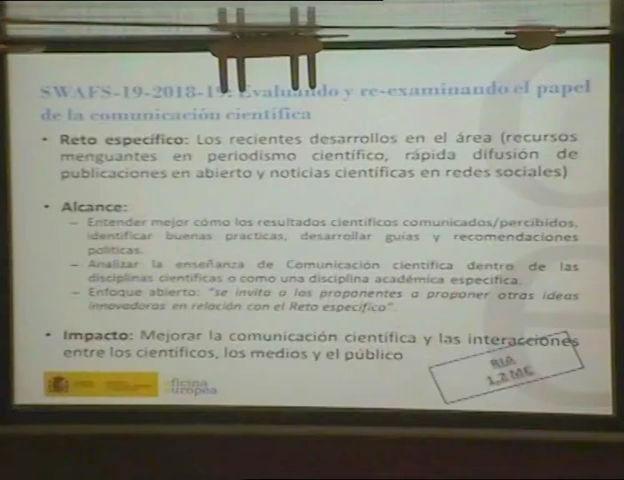 SWAFS-19-2018-19: Evaluando y re-examinando el papel
de la comunicación científica
• Reto específico: Los recientes desarrollos en el área (recursos
menguantes en periodismo científico, rápida difusión de
publicaciones en abierto y noticias científicas en redes sociales)
• Alcance:
– Entender mejor cómo los resultados científicos comunicados/percibidos,
identificar buenas practicas, desarrollar guías y recomendaciones
políticas.
– Analizar la enseñanza de Comunicación científica dentro de las
disciplinas científicas o como una disciplina académica especifica.
– Enfoque abierto: "se invita a los proponentes a proponer otras ideas
innovadoras en relación con el Reto especifico".
• Impacto: Mejorar la comunicación científica y las interacciones
entre los científicos, los medios y el público
RIA
1,2 M€
oficina
europea